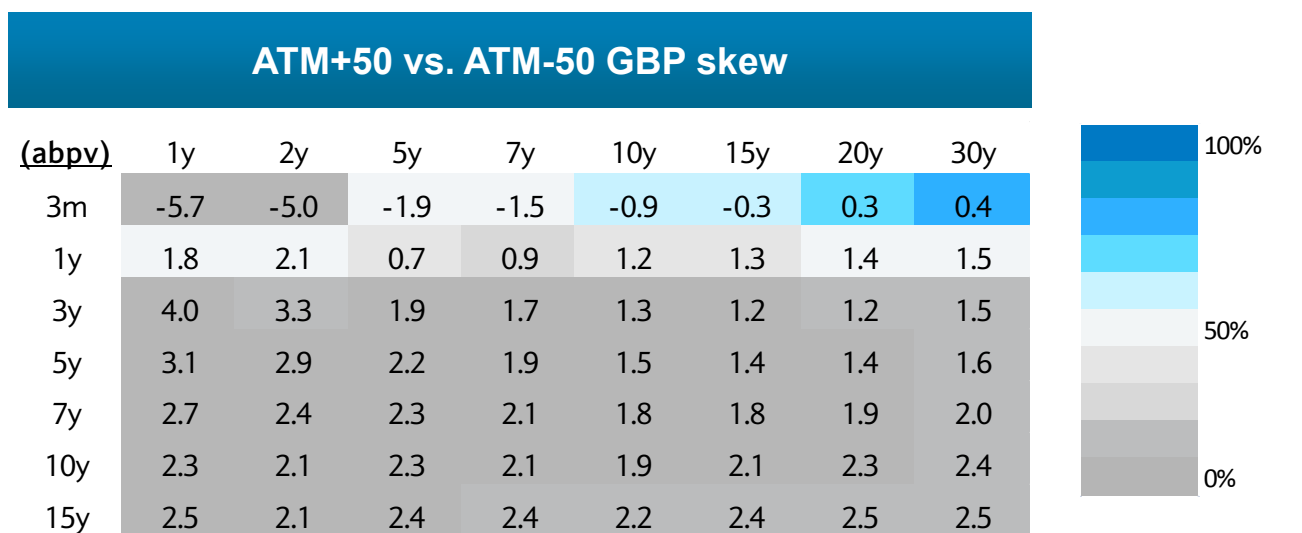 ATM+50 vs. ATM-50 GBP skew
(abpv) 1y 2y 5y 7y 10y 15y 20y 30y
3m -5.7 -5.0 -1.9 -1.5 -0.9 -0.3 0.3 0.4
1y 1.8 2.1 0.7 0.9 1.2 1.3 1.4 1.5
3y 4.0 3.3 1.9 1.7 1.3 1.2 1.2 1.5
5y 3.1 2.9 2.2 1.9 1.5 1.4 1.4 1.6
7y 2.7 2.4 2.3 2.1 1.8 1.8 1.9 2.0
10y 2.3 2.1 2.3 2.1 1.9 2.1 2.3 2.4
15y 2.5 2.1 2.4 2.4 2.2 2.4 2.5 2.5
100%
50%
0%